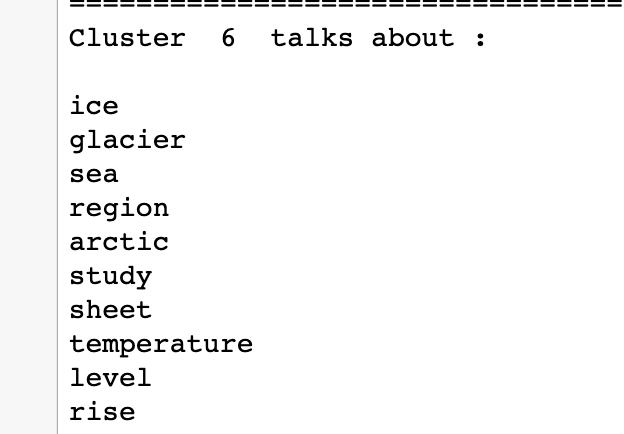 ================================
Cluster  6  talks about :
ice
glacier
sea
region
arctic
study
sheet
temperature
level
rise